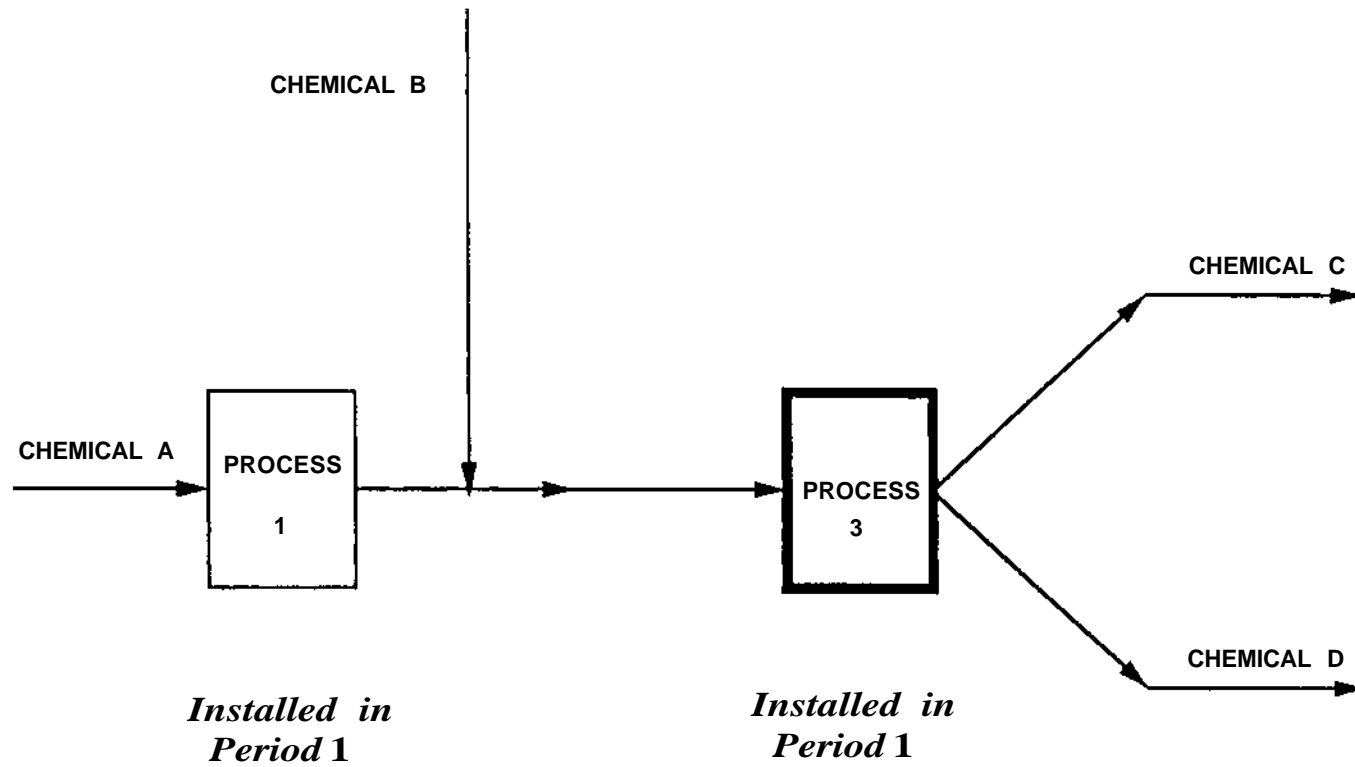 CHEMICAL B
CHEMICAL C
CHEMICAL A
PROCESS
1
PROCESS
3
CHEMICAL D
Installed in
Period 1
Installed in
Period 1